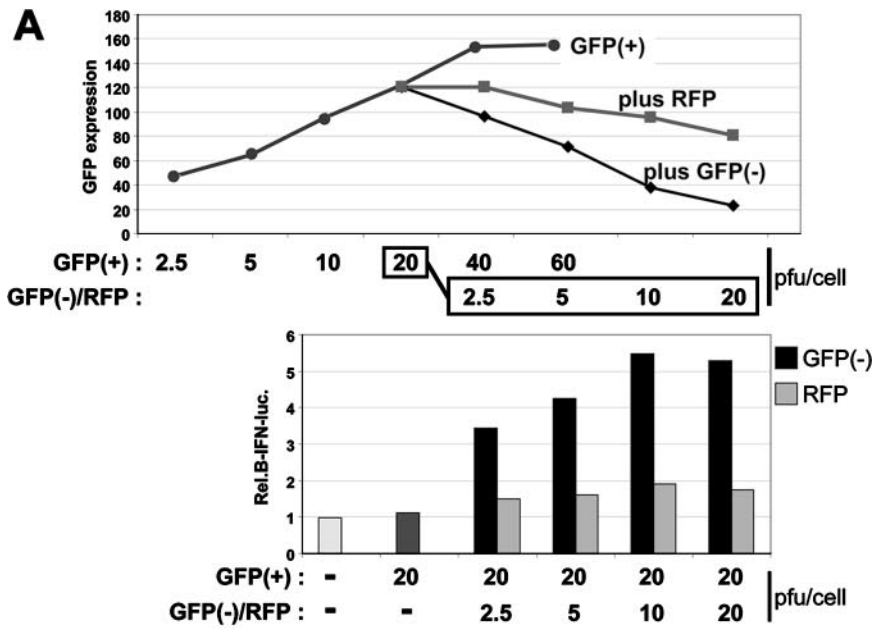 A
180
160
140
120
100
80
60
40
20
0
GFP expression
GFP(+)
plus RFP
plus GFP(-)
GFP(+) : 2.5 5 10 20 40 60
GFP(-)/RFP : 2.5 5 10 20
pfu/cell
6
5
4
3
2
1
0
Rel.B-IFN-luc.
GFP(-)
RFP
GFP(+) : - 20 20 20 20 20
GFP(-)/RFP : - - 2.5 5 10 20
pfu/cell